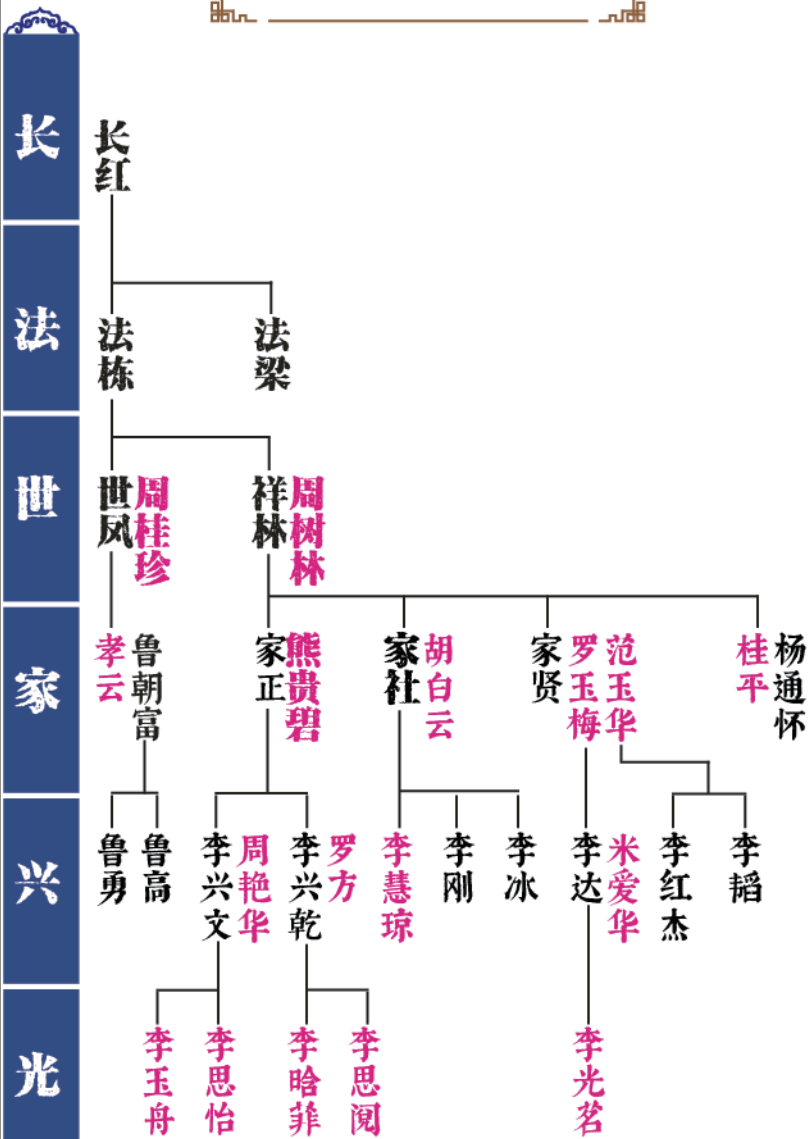 长
长红
法
法栋
法梁
世
世凤
周桂珍
祥林
周树林
家
孝云
鲁朝富
家正
熊贵碧
家社
胡白云
家贤
罗玉梅
范玉华
桂平
杨通怀
兴
鲁勇
鲁高
李兴文
周艳华
李兴乾
罗方
李慧琼
李刚
李冰
李达
米爱华
李红杰
李韬
光
李玉舟
李思怡
李晗菲
李思阅
李光茗